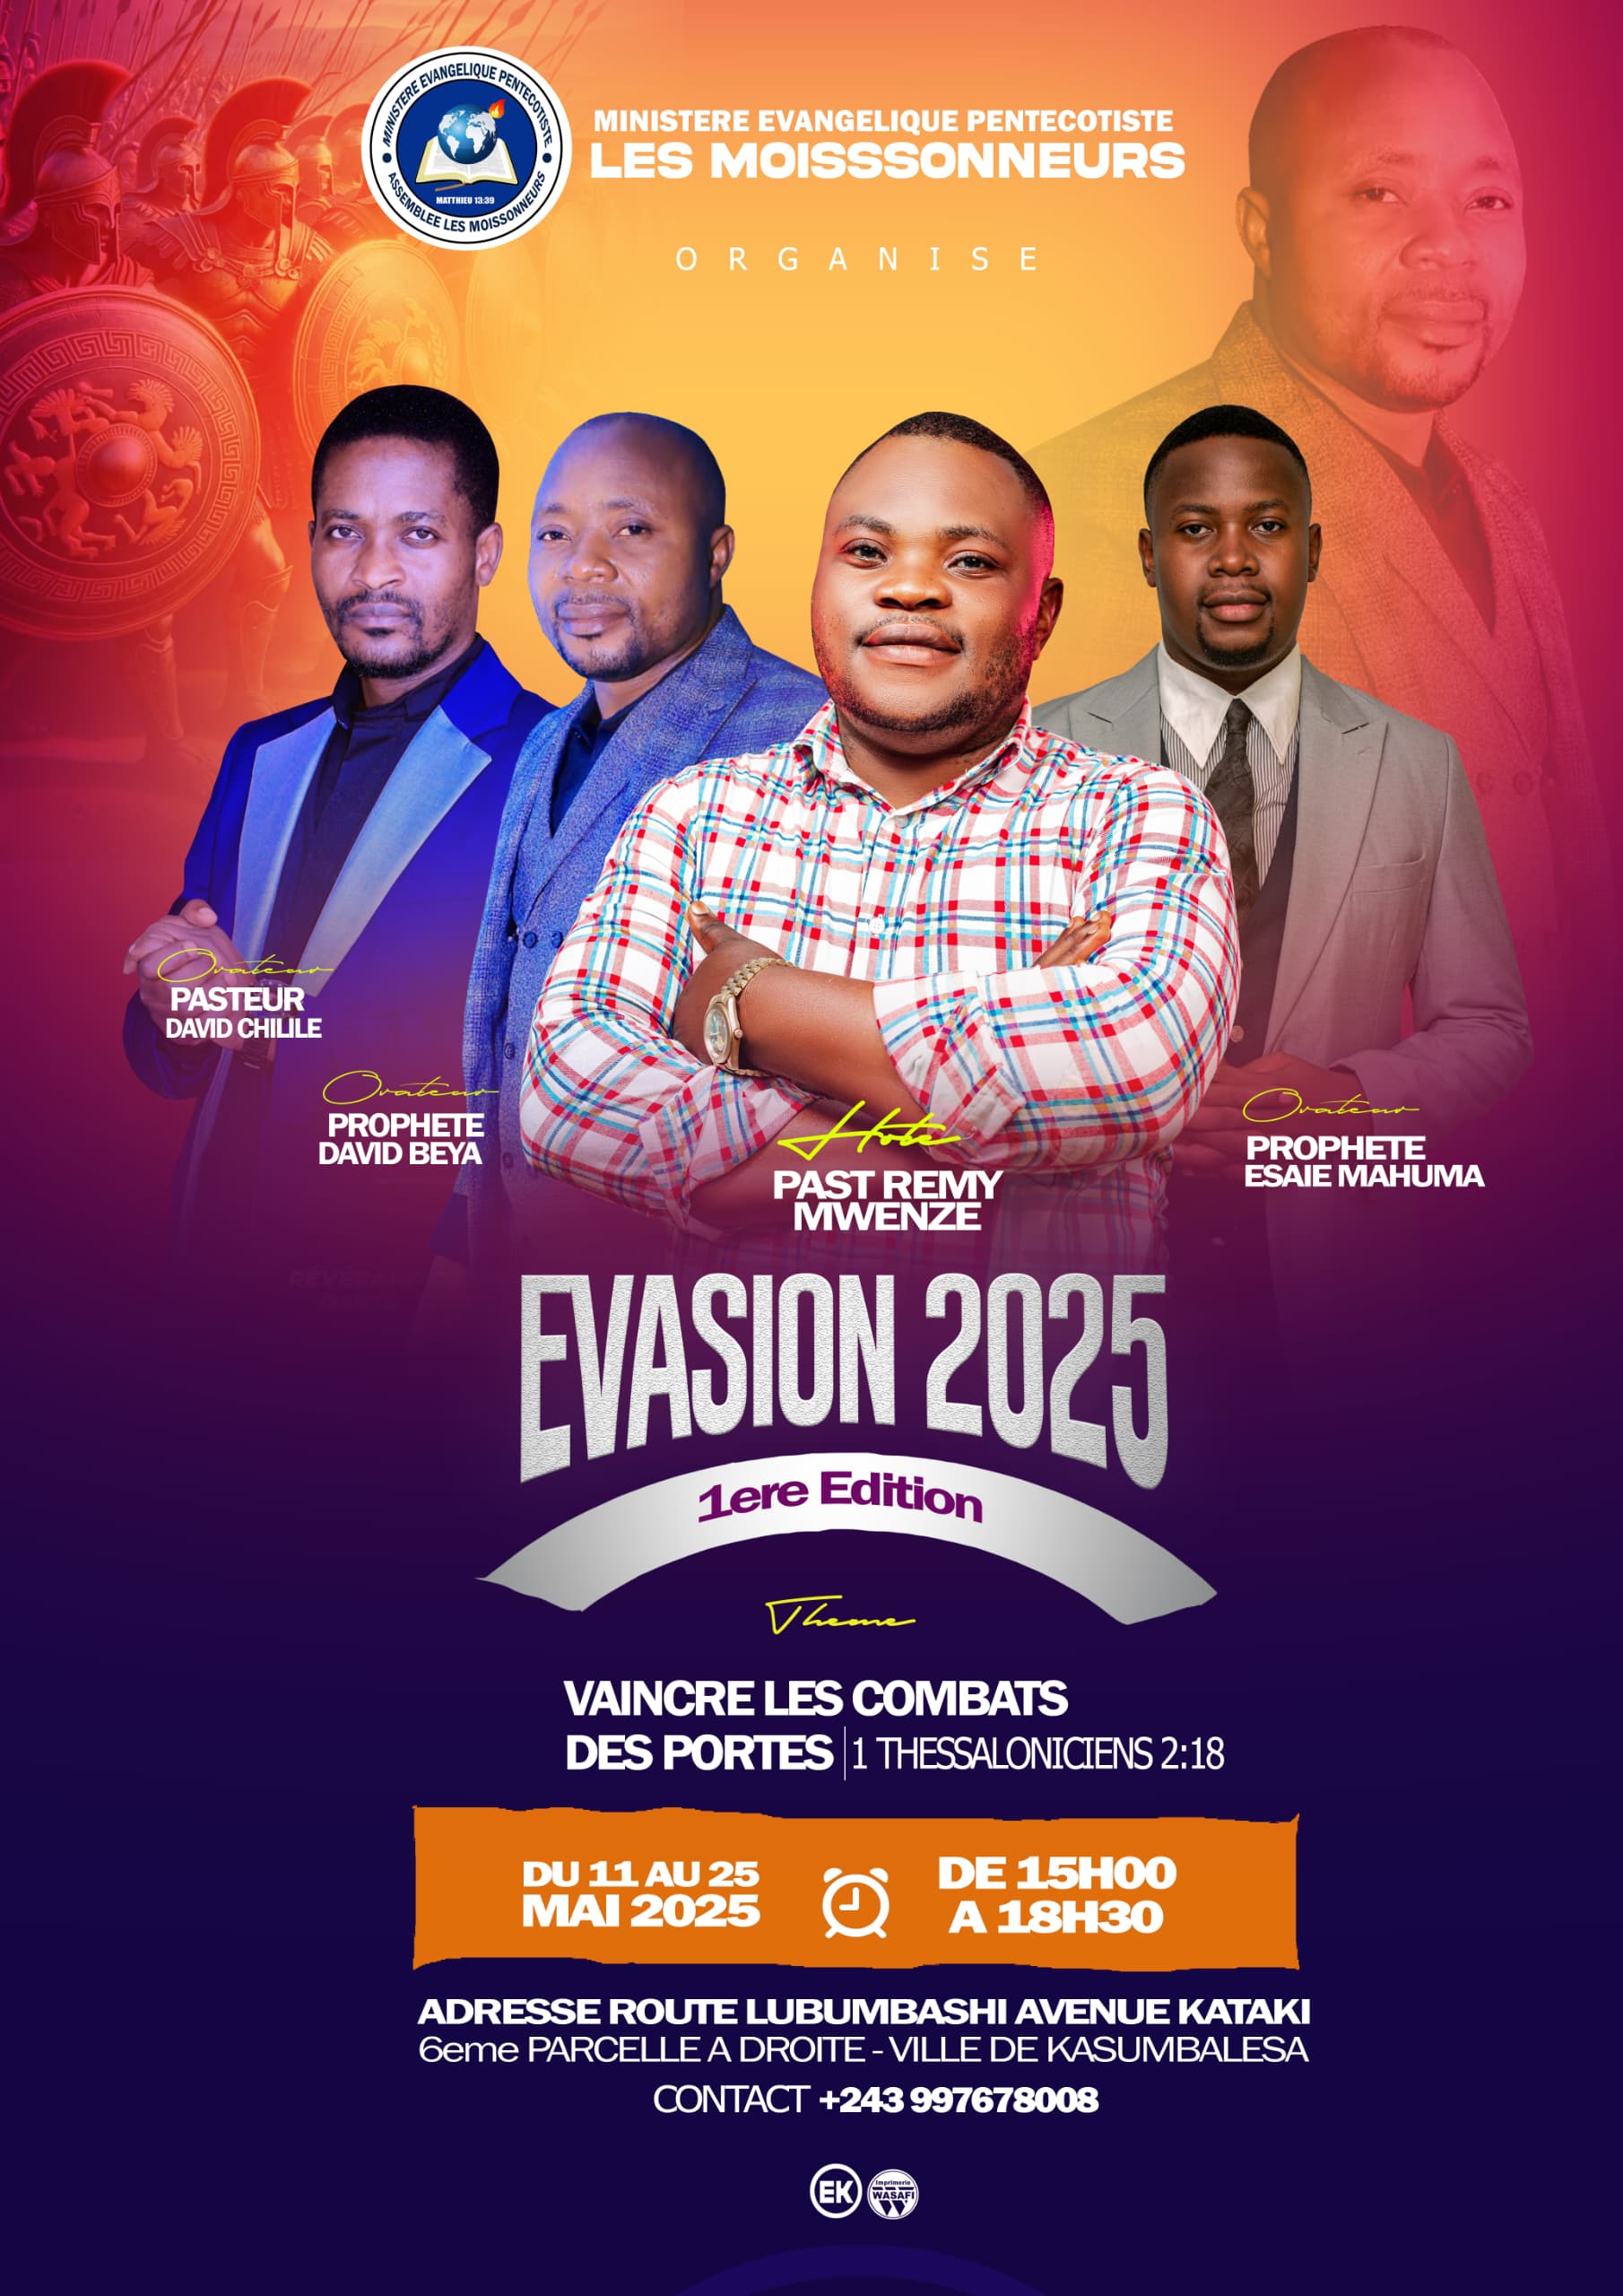 MINISTERE EVANGELIQUE PENTECOTISTE
ASSEMBLEE LES MOISSONNEURS
MATTHIEU 13:39
MINISTERE EVANGELIQUE PENTECOTISTE
LES MOISSSONNEURS
ORGANISE
Orateur
PASTEUR
DAVID CHILILE
Orateur
PROPHETE
DAVID BEYA
Hote
PAST REMY
MWENZE
Orateur
PROPHETE
ESAIE MAHUMA
EVASION 2025
1ere Edition
Theme
VAINCRE LES COMBATS
DES PORTES | 1 THESSALONICIENS 2:18
DU 11 AU 25
MAI 2025
DE 15H00
A 18H30
ADRESSE ROUTE LUBUMBASHI AVENUE KATAKI
6eme PARCELLE A DROITE - VILLE DE KASUMBALESA
CONTACT +243 997678008
EK
Imprimerie
WASAFI